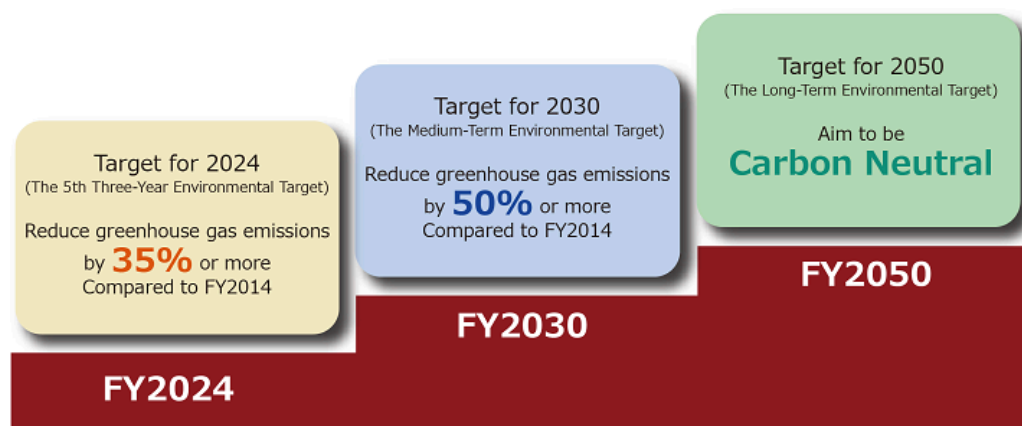 Target for 2024
(The 5th Three-Year Environmental Target)
Reduce greenhouse gas emissions
by 35% or more
Compared to FY2014
FY2024
Target for 2030
(The Medium-Term Environmental Target)
Reduce greenhouse gas emissions
by 50% or more
Compared to FY2014
FY2030
Target for 2050
(The Long-Term Environmental Target)
Aim to be
Carbon Neutral
FY2050